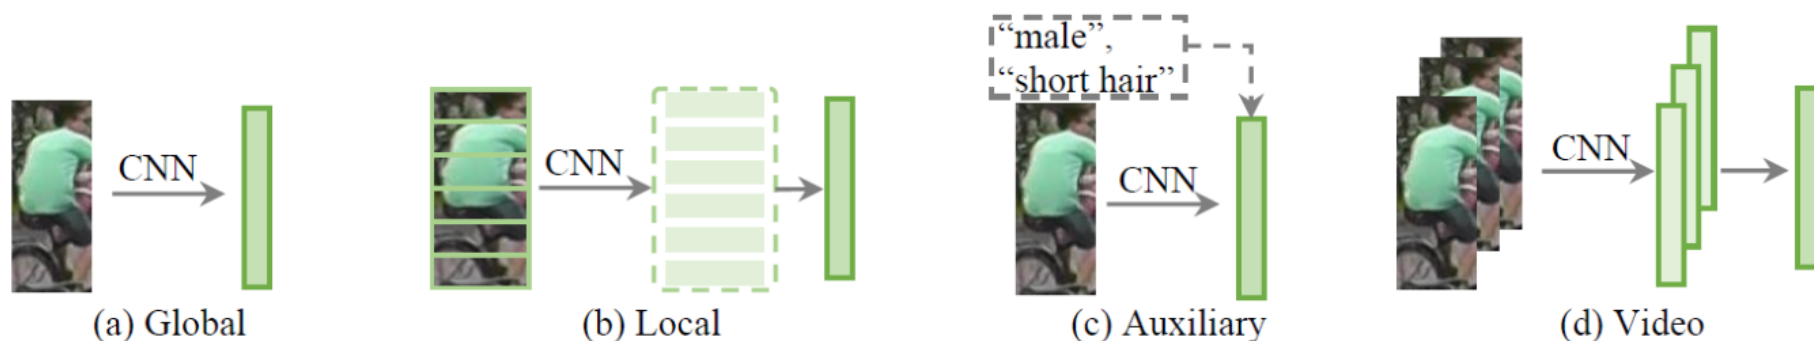 “male”,
“short hair”
CNN
CNN
CNN
CNN
(a) Global
(b) Local
(c) Auxiliary
(d) Video